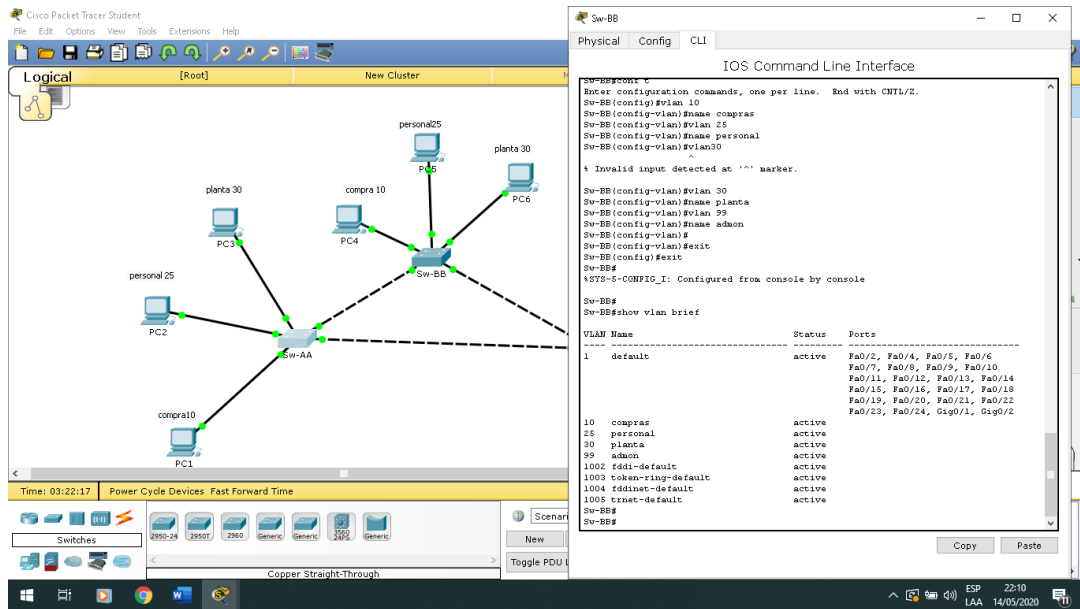 Cisco Packet Tracer Student
File Edit Options View Tools Extensions Help
Logical
[Root]
New Cluster
personal25
PC5
planta 30
PC6
planta 30
PC3
compra 10
PC4
Sw-BB
personal 25
PC2
Sw-AA
compra10
PC1
Time: 03:22:17 Power Cycle Devices Fast Forward Time
Switches
2950-24 2950T 2960 Generic Generic 3560 24PS Generic
Copper Straight-Through
Scenari
New
Toggle PDU L
Sw-BB
Physical Config CLI
IOS Command Line Interface
Sw-BB#conf t
Enter configuration commands, one per line. End with CNTL/Z.
Sw-BB(config)#vlan 10
Sw-BB(config-vlan)#name compras
Sw-BB(config-vlan)#vlan 25
Sw-BB(config-vlan)#name personal
Sw-BB(config-vlan)#vlan30
^
% Invalid input detected at '^' marker.
Sw-BB(config-vlan)#vlan 30
Sw-BB(config-vlan)#name planta
Sw-BB(config-vlan)#vlan 99
Sw-BB(config-vlan)#name admon
Sw-BB(config-vlan)#
Sw-BB(config-vlan)#exit
Sw-BB(config)#exit
Sw-BB#
%SYS-5-CONFIG_I: Configured from console by console
Sw-BB#
Sw-BB#show vlan brief
VLAN Name Status Ports
---- -------------------------------- --------- -------------------------------
1 default active Fa0/2, Fa0/4, Fa0/5, Fa0/6
Fa0/7, Fa0/8, Fa0/9, Fa0/10
Fa0/11, Fa0/12, Fa0/13, Fa0/14
Fa0/15, Fa0/16, Fa0/17, Fa0/18
Fa0/19, Fa0/20, Fa0/21, Fa0/22
Fa0/23, Fa0/24, Gig0/1, Gig0/2
10 compras active
25 personal active
30 planta active
99 admon active
1002 fddi-default active
1003 token-ring-default active
1004 fddinet-default active
1005 trnet-default active
Sw-BB#
Sw-BB#
Copy Paste
ESP
LAA
22:10
14/05/2020
11